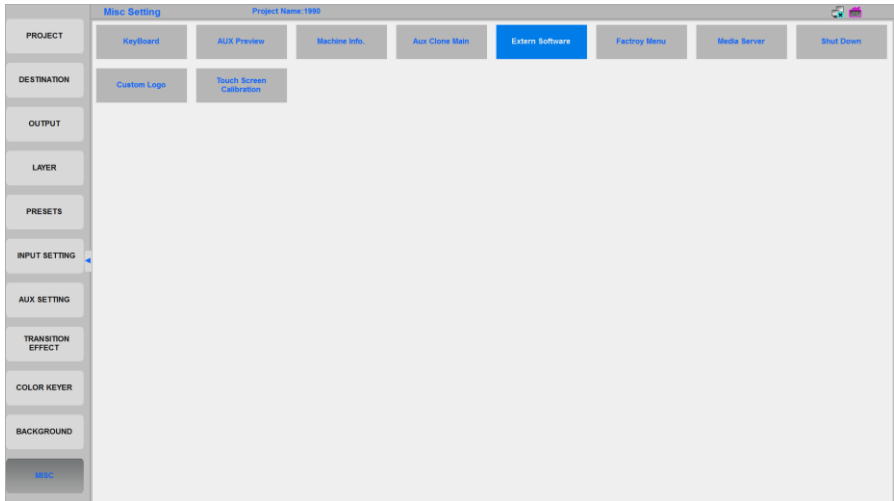 Misc Setting
Project Name:1990
PROJECT
DESTINATION
OUTPUT
LAYER
PRESETS
INPUT SETTING
AUX SETTING
TRANSITION
EFFECT
COLOR KEYER
BACKGROUND
MISC
KeyBoard
AUX Preview
Machine Info.
Aux Clone Main
Extern Software
Factroy Menu
Media Server
Shut Down
Custom Logo
Touch Screen
Calibration